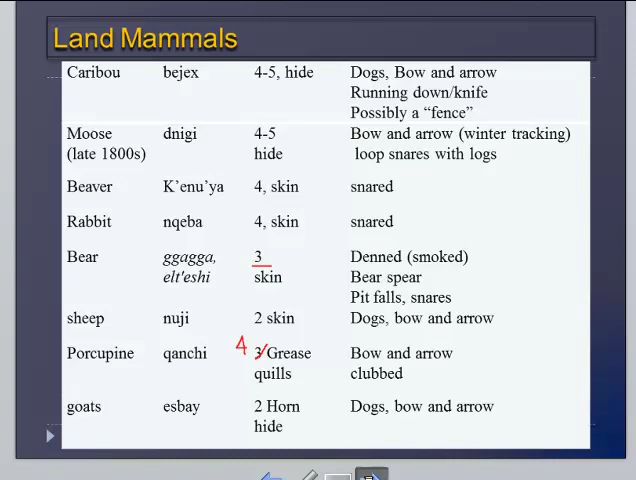 Land Mammals
Caribou bejex 4-5, hide Dogs, Bow and arrow
Running down/knife
Possibly a “fence”
Moose dnigi 4-5 Bow and arrow (winter tracking)
(late 1800s) hide loop snares with logs
Beaver K'enu'ya 4, skin snared
Rabbit nqeba 4, skin snared
Bear ggagga, 3 Denned (smoked)
elt'eshi skin Bear spear
Pit falls, snares
sheep nuji 2 skin Dogs, bow and arrow
Porcupine qanchi 4 3 Grease Bow and arrow
quills clubbed
goats esbay 2 Horn Dogs, bow and arrow
hide